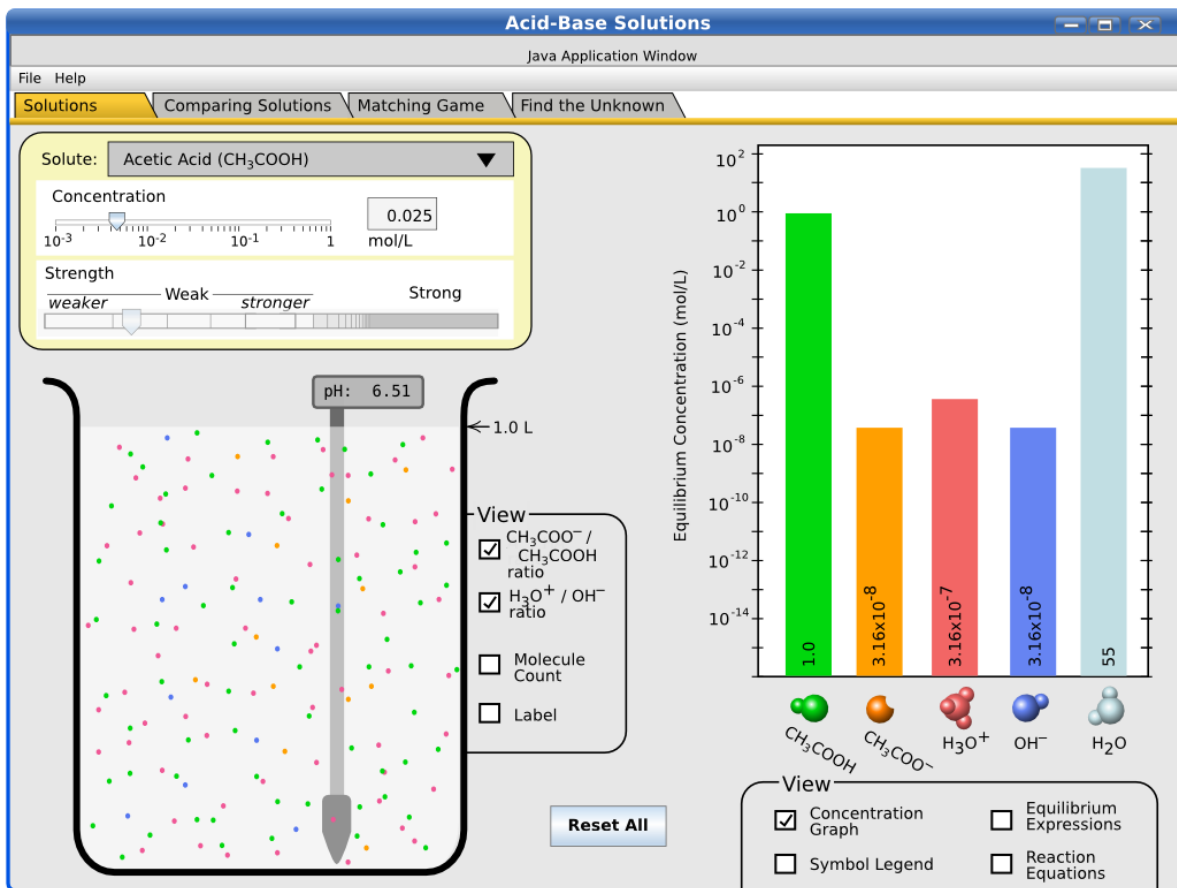 Acid-Base Solutions
Java Application Window
File Help
Solutions
Comparing Solutions
Matching Game
Find the Unknown
Solute:
Acetic Acid (CH₃COOH)
Concentration
0.025
mol/L
10⁻³ 10⁻² 10⁻¹ 1
Strength
weaker
Weak
stronger
Strong
pH: 6.51
1.0 L
View
CH₃COO⁻ /
CH₃COOH
ratio
H₃O⁺ / OH⁻
ratio
Molecule
Count
Label
Reset All
Equilibrium Concentration (mol/L)
10²
10⁰
10⁻²
10⁻⁴
10⁻⁶
10⁻⁸
10⁻¹⁰
10⁻¹²
10⁻¹⁴
1.0
3.16x10⁻⁸
3.16x10⁻⁷
3.16x10⁻⁸
55
CH₃COOH
CH₃COO⁻
H₃O⁺
OH⁻
H₂O
View
Concentration
Graph
Symbol Legend
Equilibrium
Expressions
Reaction
Equations